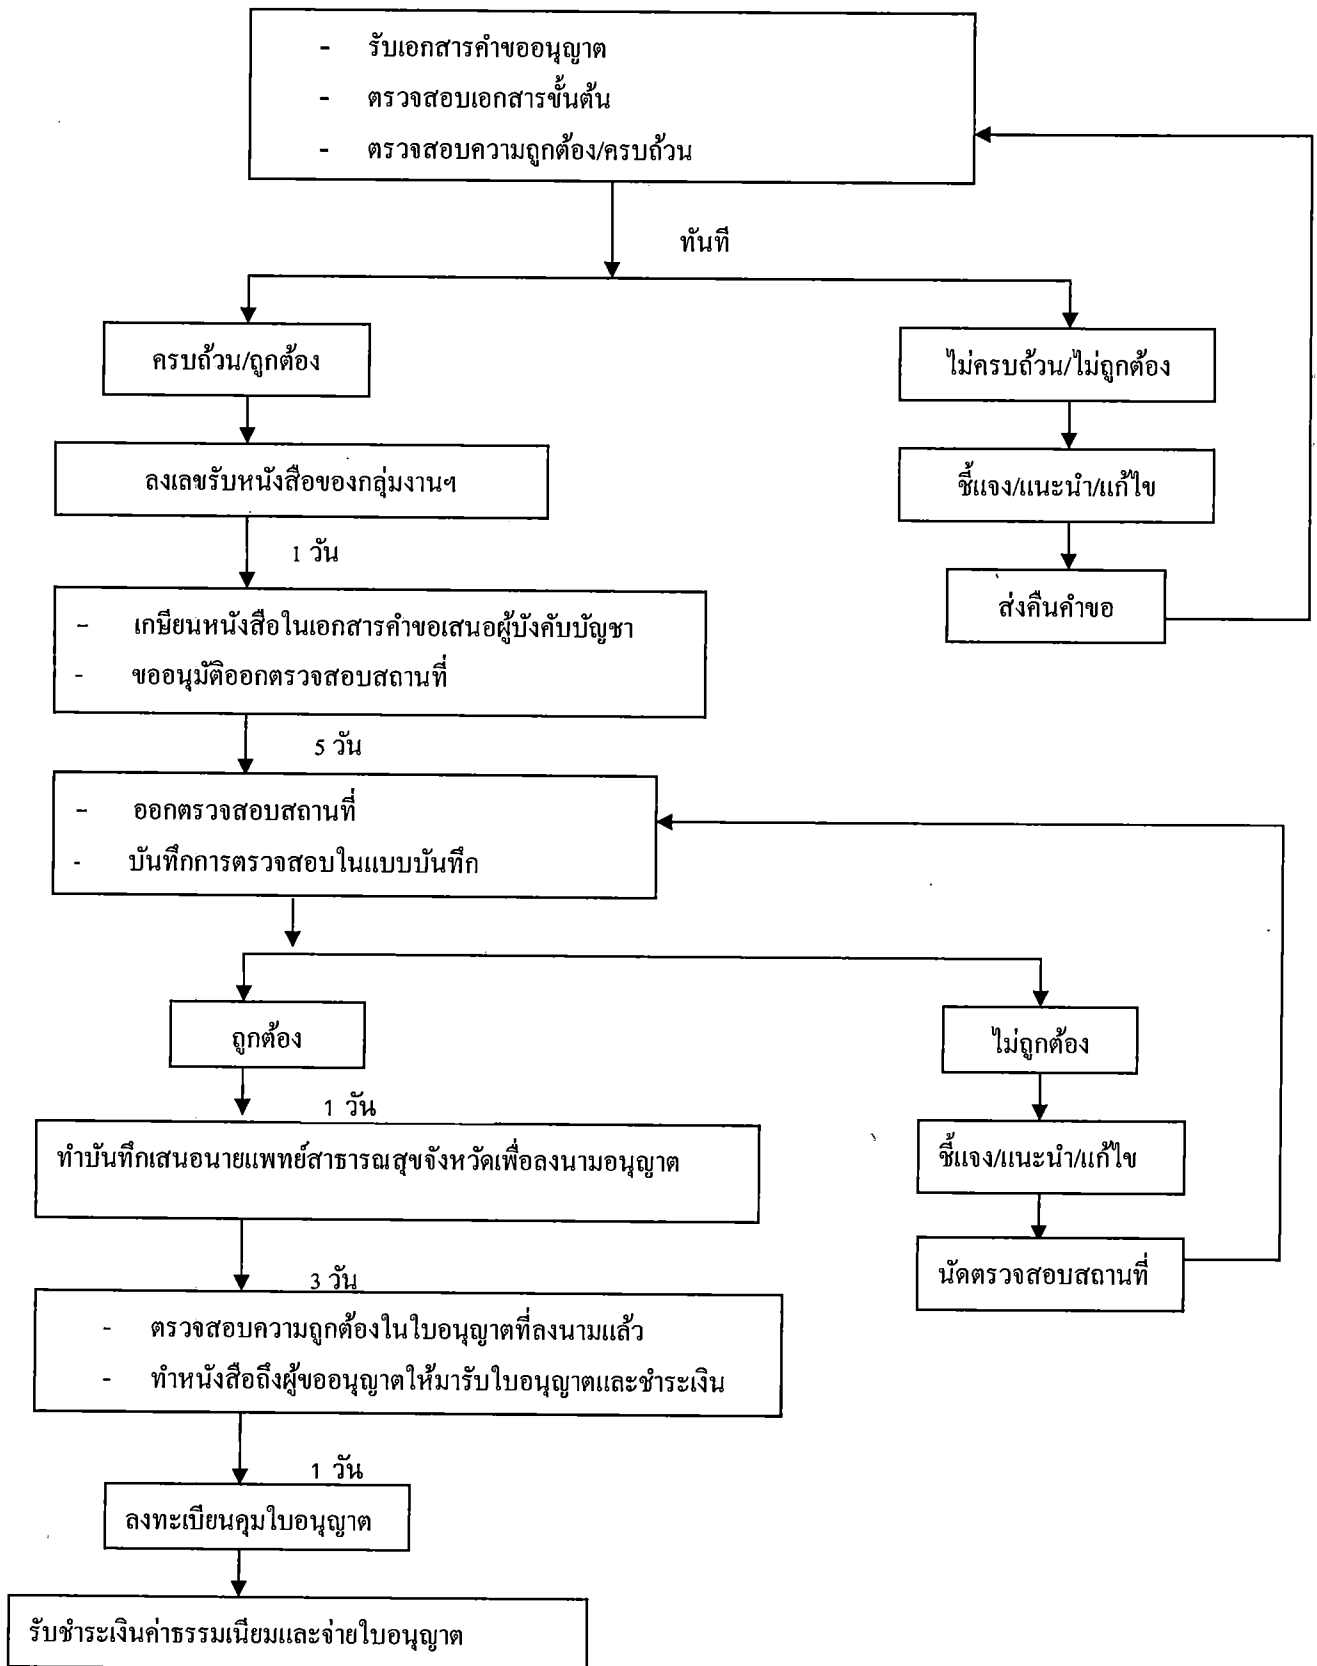 - รับเอกสารคำขออนุญาต
- ตรวจสอบเอกสารขั้นต้น
- ตรวจสอบความถูกต้อง/ครบถ้วน
ทันที
ครบถ้วน/ถูกต้อง
ไม่ครบถ้วน/ไม่ถูกต้อง
ลงเลขรับหนังสือของกลุ่มงานฯ
ชี้แจง/แนะนำ/แก้ไข
1 วัน
ส่งคืนคำขอ
- เกษียนหนังสือในเอกสารคำขอเสนอผู้บังคับบัญชา
- ขออนุมัติออกตรวจสอบสถานที่
5 วัน
- ออกตรวจสอบสถานที่
- บันทึกการตรวจสอบในแบบบันทึก
ถูกต้อง
ไม่ถูกต้อง
1 วัน
ทำบันทึกเสนอนายแพทย์สาธารณสุขจังหวัดเพื่อลงนามอนุญาต
ชี้แจง/แนะนำ/แก้ไข
3 วัน
นัดตรวจสอบสถานที่
- ตรวจสอบความถูกต้องในใบอนุญาตที่ลงนามแล้ว
- ทำหนังสือถึงผู้ขออนุญาตให้มารับใบอนุญาตและชำระเงิน
1 วัน
ลงทะเบียนคุมใบอนุญาต
รับชำระเงินค่าธรรมเนียมและจ่ายใบอนุญาต